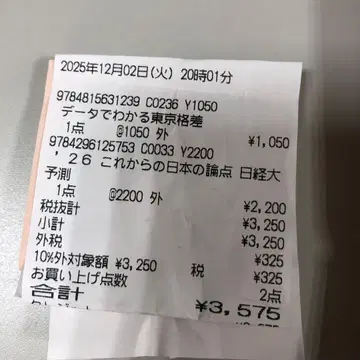 2025年12月02日(火) 20時01分
9784815631239 C0236 Y1050
データでわかる東京格差
1点 @1050 外 ¥1,050
9784296125753 C0033 Y2200
'26 これからの日本の論点 日経大
予測
1点 @2200 外 ¥2,200
税抜計 ¥3,250
小計 ¥3,250
外税 ¥325
10%外対象額 ¥3,250 税 ¥325
お買い上げ点数 2点
合計 ¥3,575